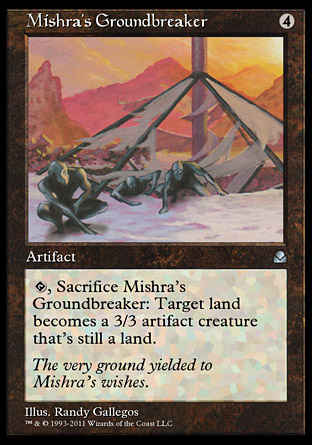 Mishra's Groundbreaker 4
Artifact
, Sacrifice Mishra's
Groundbreaker: Target land
becomes a 3/3 artifact creature
that's still a land.
The very ground yielded to
Mishra's wishes.
Illus. Randy Gallegos
™ & © 1993-2011 Wizards of the Coast LLC